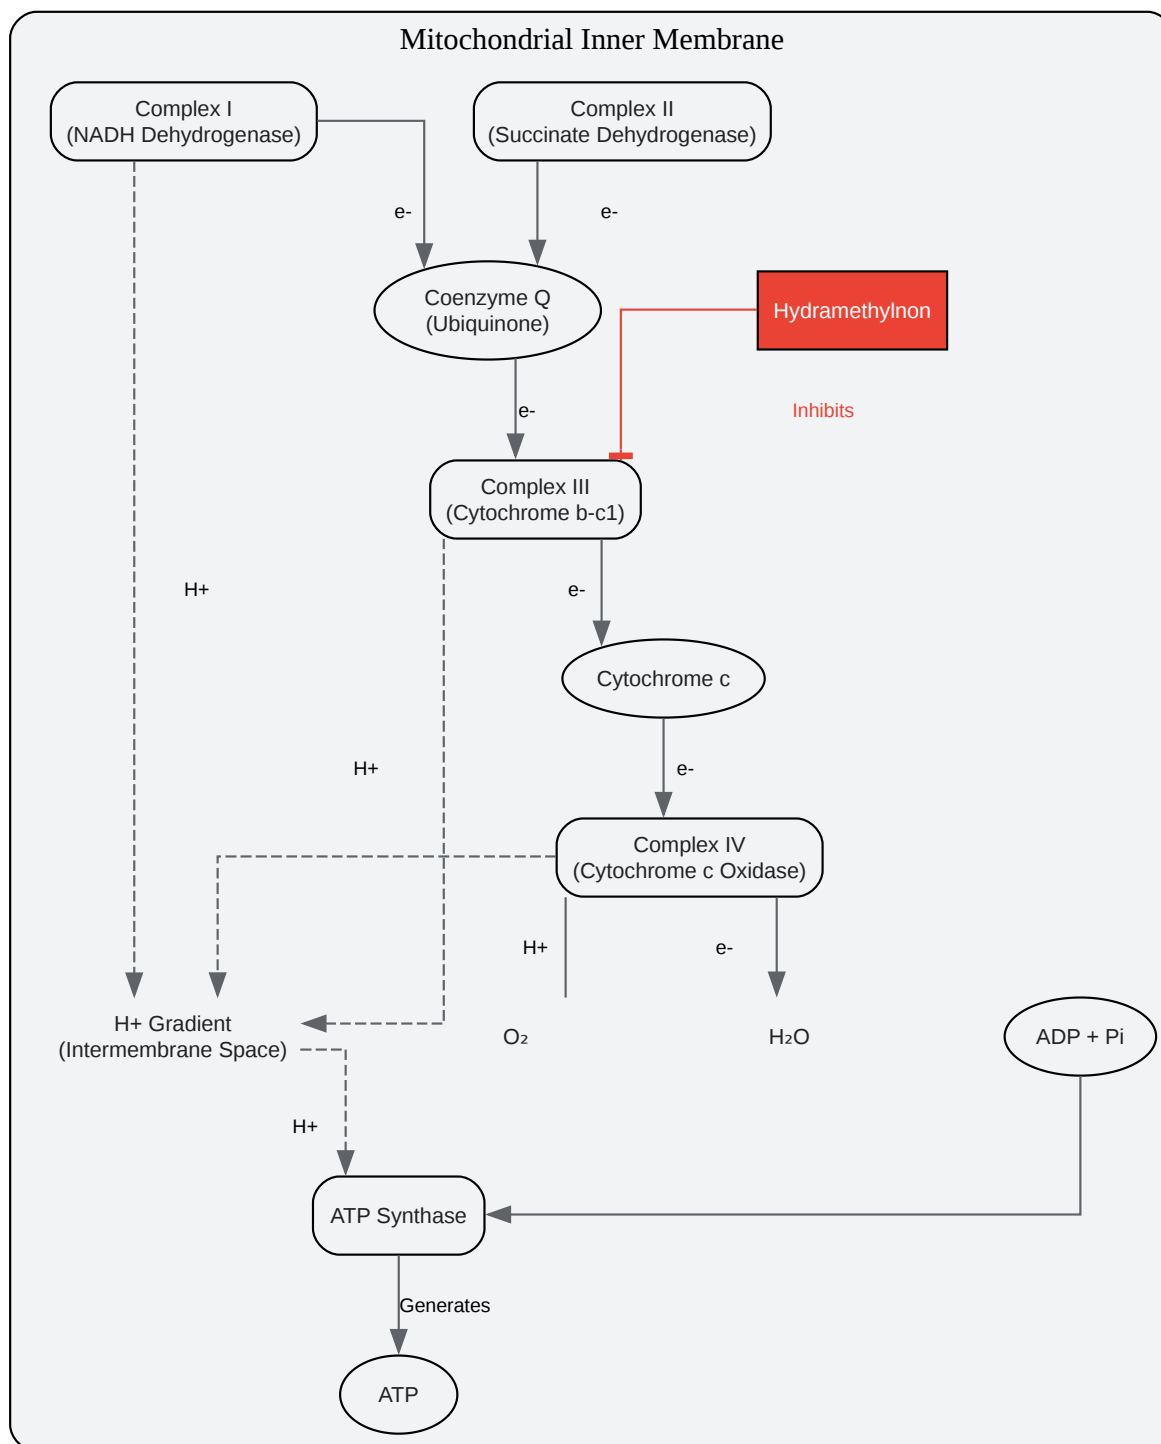 Mitochondrial Inner Membrane
Complex I
(NADH Dehydrogenase)
Complex II
(Succinate Dehydrogenase)
e-
e-
Coenzyme Q
(Ubiquinone)
Hydramethylnon
e-
Inhibits
Complex III
(Cytochrome b-c1)
H+
e-
Cytochrome c
H+
e-
Complex IV
(Cytochrome c Oxidase)
H+
e-
H+ Gradient
(Intermembrane Space)
O₂
H₂O
ADP + Pi
H+
ATP Synthase
Generates
ATP